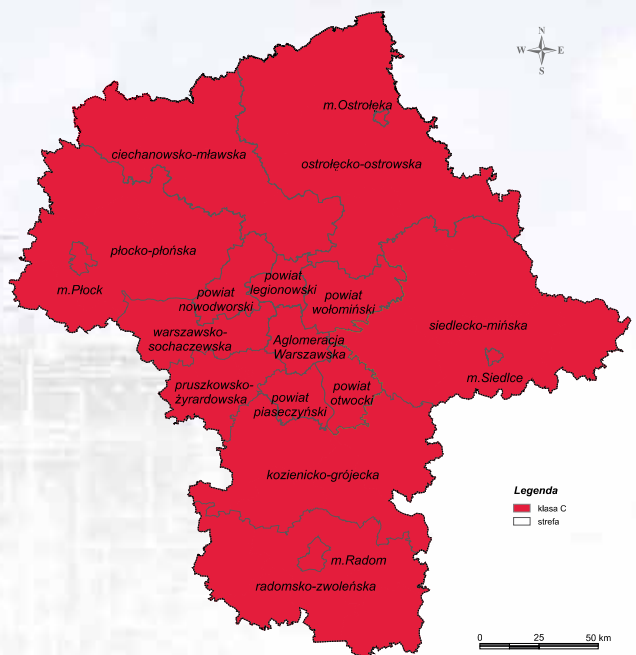 N
W E
S
m.Ostrołęka
ciechanowsko-mławska
ostrołęcko-ostrowska
płocko-płońska
m.Płock
powiat
legionowski
powiat
nowodworski
powiat
wołomiński
siedlecko-mińska
warszawsko-
sochaczewska
Aglomeracja
Warszawska
m.Siedlce
pruszkowsko-
żyrardowska
powiat
piaseczyński
powiat
otwocki
kozienicko-grójecka
Legenda
klasa C
strefa
m.Radom
radomsko-zwoleńska
0 25 50 km